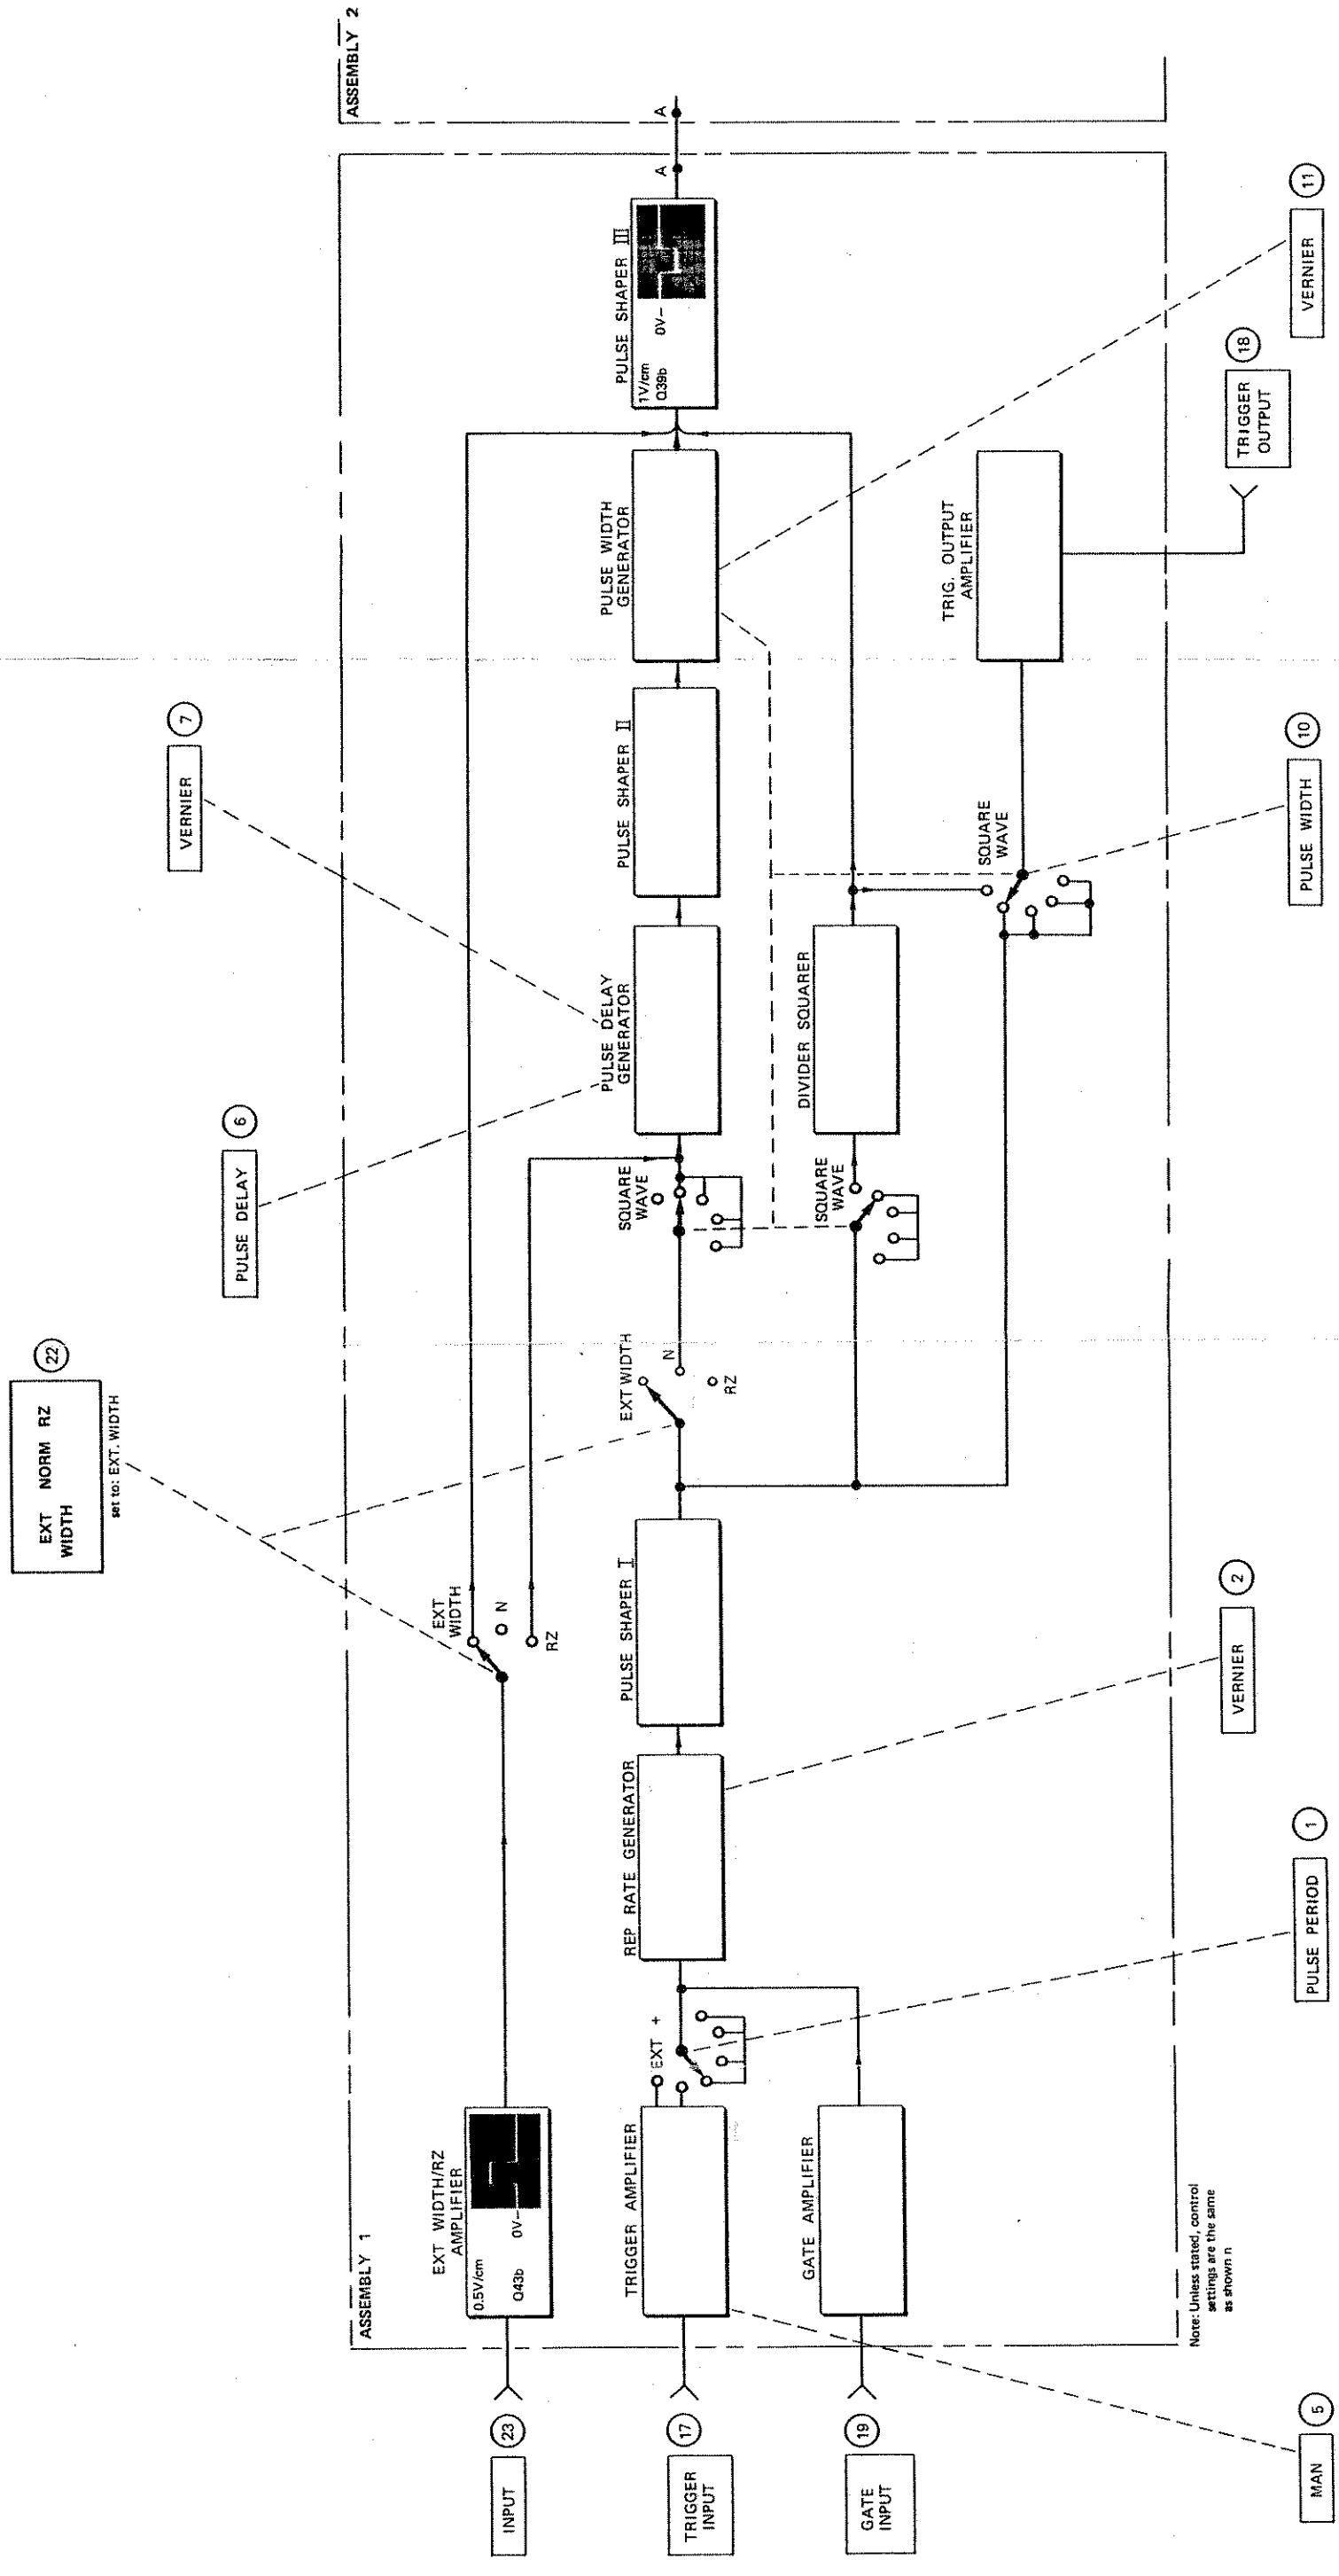 EXT NORM RZ
WIDTH
22
set to: EXT. WIDTH
PULSE DELAY
6
VERNIER
7
ASSEMBLY 1
ASSEMBLY 2
INPUT
23
EXT WIDTH/RZ
AMPLIFIER
0.5V/cm
Q43b
0V–
EXT
WIDTH
N
RZ
TRIGGER
INPUT
17
TRIGGER AMPLIFIER
EXT +
REP RATE GENERATOR
PULSE SHAPER I
EXT WIDTH
N
RZ
SQUARE
WAVE
PULSE DELAY
GENERATOR
PULSE SHAPER II
PULSE WIDTH
GENERATOR
PULSE SHAPER III
1V/cm
Q39b
0V–
A
A
GATE
INPUT
19
GATE AMPLIFIER
SQUARE
WAVE
DIVIDER SQUARER
SQUARE
WAVE
TRIG. OUTPUT
AMPLIFIER
Note: Unless stated, control
settings are the same
as shown n
MAN
5
PULSE PERIOD
1
VERNIER
2
PULSE WIDTH
10
TRIGGER
OUTPUT
18
VERNIER
11